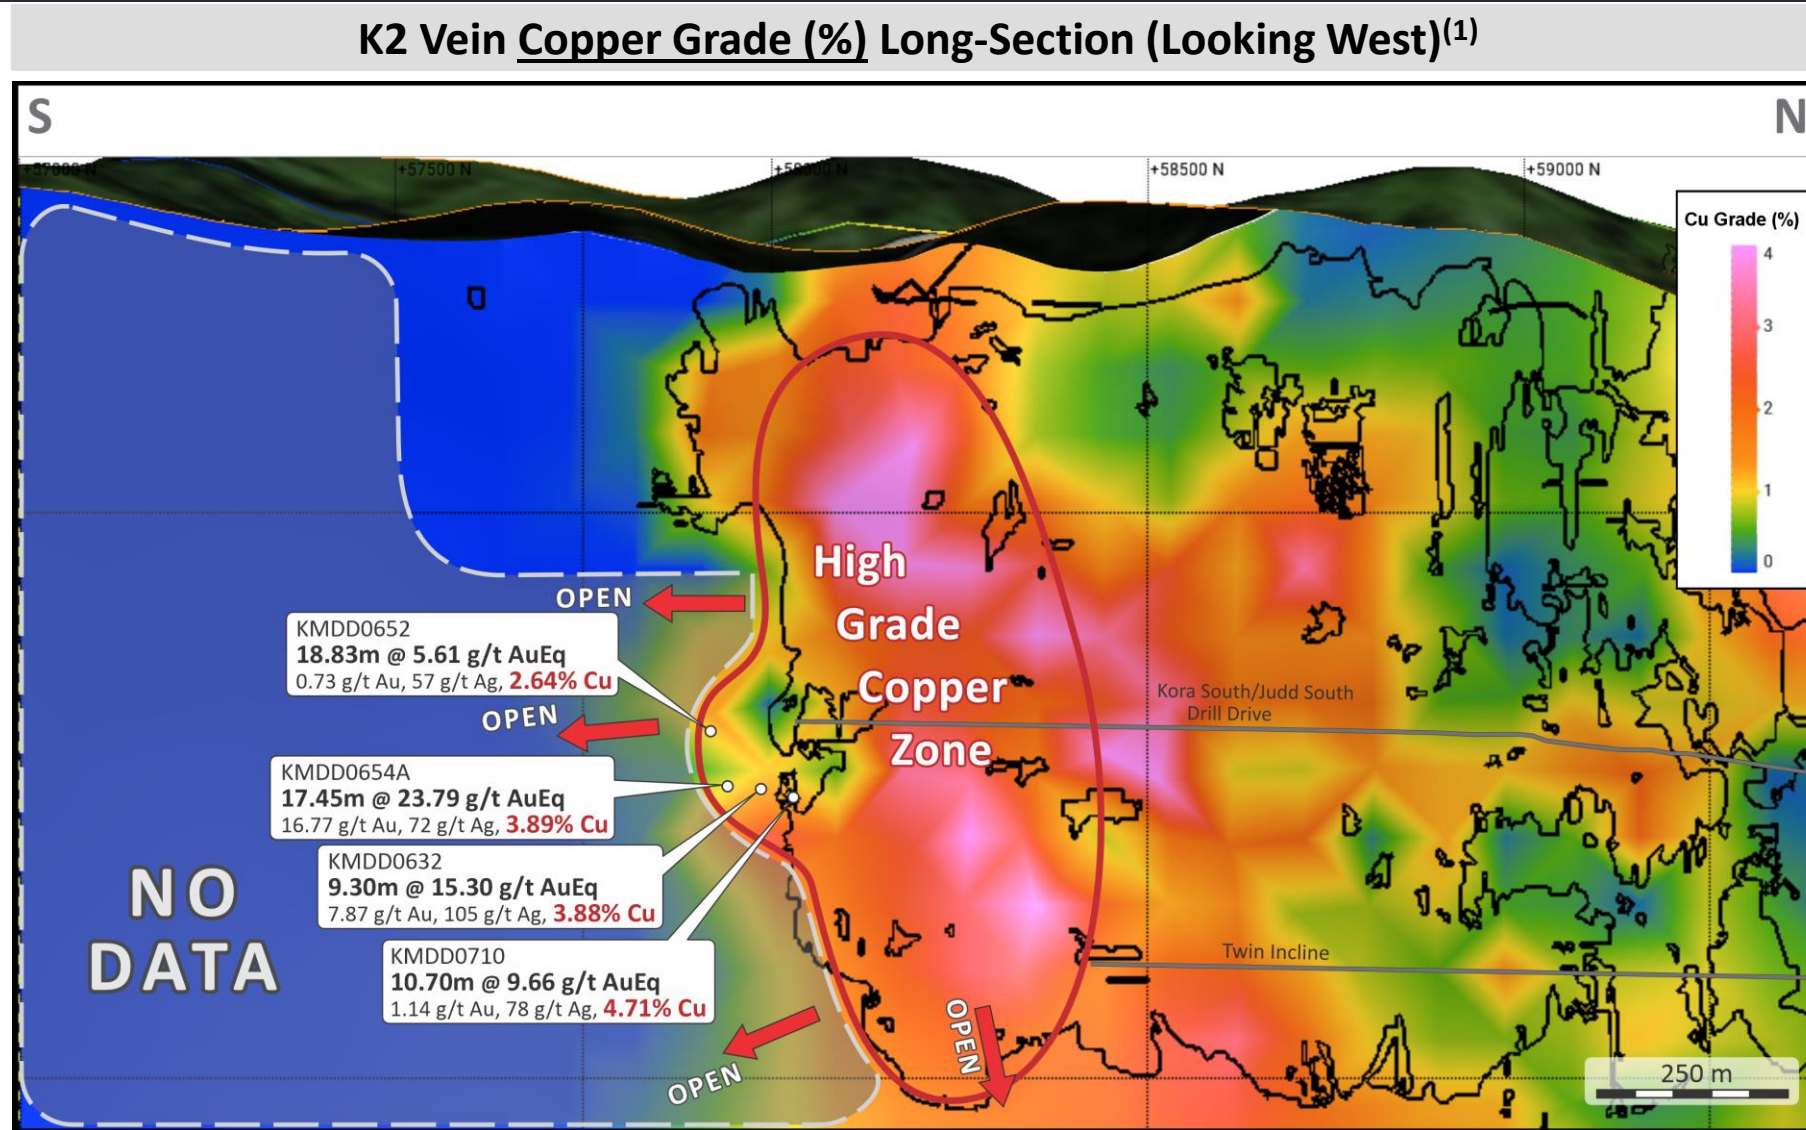 K2 Vein Copper Grade (%) Long-Section (Looking West)(1)
S
N
+57000 N
+57500 N
+58000 N
+58500 N
+59000 N
Cu Grade (%)
4
3
2
1
0
High
Grade
Copper
Zone
OPEN
KMDD0652
18.83m @ 5.61 g/t AuEq
0.73 g/t Au, 57 g/t Ag, 2.64% Cu
OPEN
Kora South/Judd South
Drill Drive
KMDD0654A
17.45m @ 23.79 g/t AuEq
16.77 g/t Au, 72 g/t Ag, 3.89% Cu
KMDD0632
9.30m @ 15.30 g/t AuEq
7.87 g/t Au, 105 g/t Ag, 3.88% Cu
NO
DATA
KMDD0710
10.70m @ 9.66 g/t AuEq
1.14 g/t Au, 78 g/t Ag, 4.71% Cu
Twin Incline
OPEN
OPEN
250 m